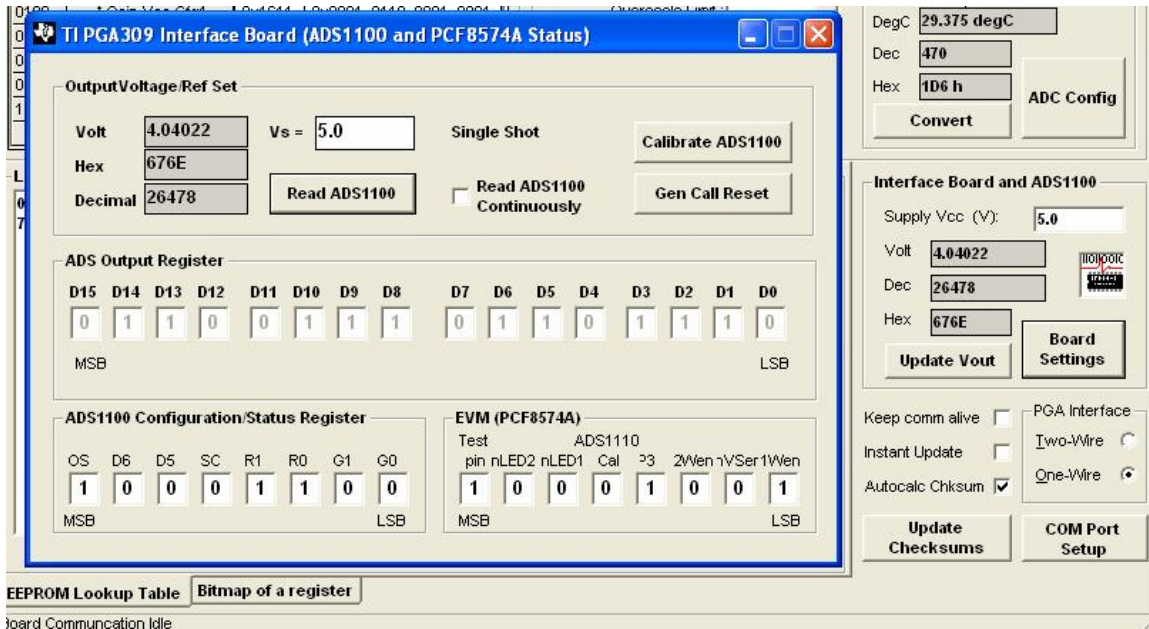 TI PGA309 Interface Board (ADS1100 and PCF8574A Status)
OutputVoltage/Ref Set
Volt 4.04022 Vs = 5.0 Single Shot Calibrate ADS1100
Hex 676E
Decimal 26478 Read ADS1100 Read ADS1100 Continuously Gen Call Reset
ADS Output Register
D15 D14 D13 D12 D11 D10 D9 D8 D7 D6 D5 D4 D3 D2 D1 D0
0 1 1 0 0 1 1 1 0 1 1 0 1 1 1 0
MSB LSB
ADS1100 Configuration/Status Register
OS D6 D5 SC R1 R0 G1 G0
1 0 0 0 1 1 0 0
MSB LSB
EVM (PCF8574A)
Test ADS1110
pin nLED2 nLED1 Cal P3 2Wen nVSer 1Wen
1 0 0 0 1 0 0 1
MSB LSB
DegC 29.375 degC
Dec 470
Hex 1D6 h
Convert
ADC Config
Interface Board and ADS1100
Supply Vcc (V): 5.0
Volt 4.04022
Dec 26478
Hex 676E
Update Vout
Board
Settings
Keep comm alive
Instant Update
Autocalc Chksum
PGA Interface
Two-Wire
One-Wire
Update
Checksums
COM Port
Setup
EEPROM Lookup Table Bitmap of a register
Board Communcation Idle